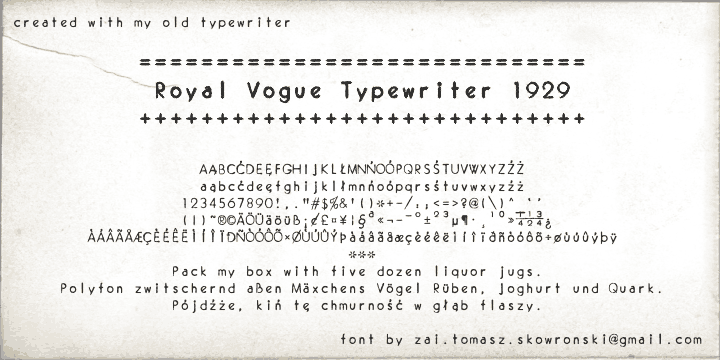 created with my old typewriter
=============================
Royal Vogue Typewriter 1929
+++++++++++++++++++++++++++++
AĄBCĆDEĘFGHIJKLŁMNŃOÓPQRSŚTUVWXYZŹŻ
aąbcćdeęfghijklłmnńoópqrsśtuvwxyzźż
1234567890!,."#$%&'()*+-/:;<=>?@(\)^ ''
***
Pack my box with five dozen liquor jugs.
Polyfon zwitschernd aßen Mäxchens Vögel Rüben, Joghurt und Quark.
Pójdźże, kiń tę chmurność w głąb flaszy.
font by zai.tomasz.skowronski@gmail.com